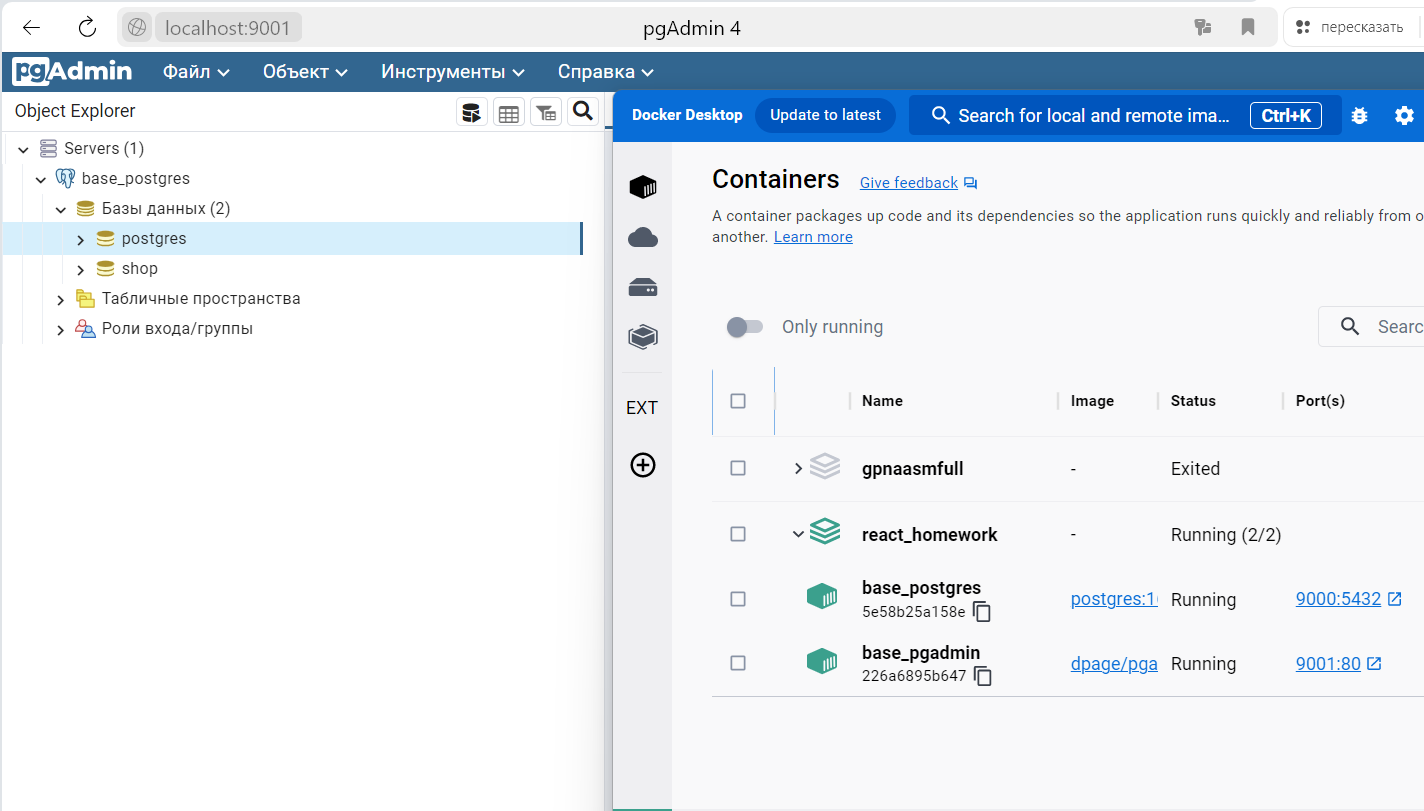 localhost:9001
pgAdmin 4
пересказать
pgAdmin
Файл
Объект
Инструменты
Справка
Object Explorer
Servers (1)
base_postgres
Базы данных (2)
postgres
shop
Табличные пространства
Роли входа/группы
Docker Desktop
Update to latest
Search for local and remote ima...
Ctrl+K
Containers
Give feedback
A container packages up code and its dependencies so the application runs quickly and reliably from o
another. Learn more
Only running
Searc
EXT
Name
Image
Status
Port(s)
gpnaasmfull
-
Exited
react_homework
-
Running (2/2)
base_postgres
5e58b25a158e
postgres:1
Running
9000:5432
base_pgadmin
226a6895b647
dpage/pga
Running
9001:80